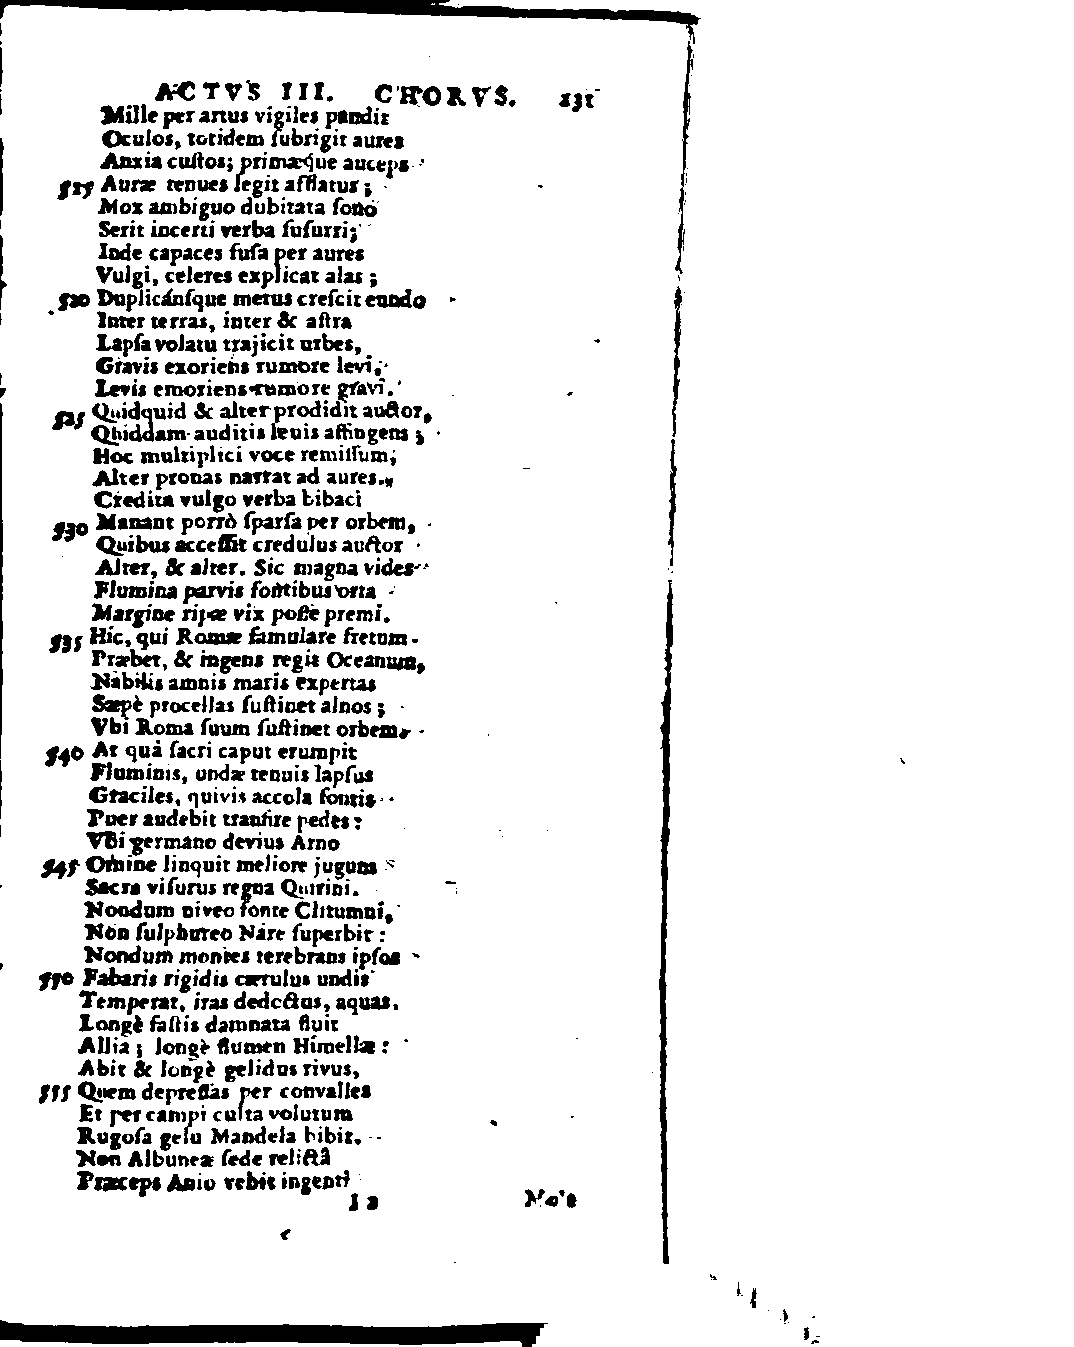 ACTVS III. CHORVS. 131
Mille per artus vigiles pandit
Oculos, totidem ſubrigit aures
Anxia cuſtos; primæque auceps
515 Auræ tenues legit afflatus;
Mox ambiguo dubitata ſono
Serit incerti verba ſuſurri;
Inde capaces fuſa per aures
Vulgi, celeres explicat alas;
520 Duplicánſque metus creſcit eundo
Inter terras, inter & aſtra
Lapſa volatu trajicit urbes,
Gravis exoriens rumore levi,
Levis emoriens rumore gravi.
525 Quidquid & alter prodidit auctor,
Quiddam auditis leuis affingens;
Hoc multiplici voce remiſſum;
Alter pronas narrat ad aures.
Credita vulgo verba bibaci
530 Manant porrò ſparſa per orbem,
Quibus acceſſit credulus auctor
Alter, & alter. Sic magna vides
Flumina parvis fontibus orta
Margine ripæ vix poſſe premi.
535 Hic, qui Romæ famulare fretum
Præbet, & ingens regis Oceanum,
Nabilis amnis maris expertas
Sæpè procellas ſuſtinet alnos;
Vbi Roma ſuum ſuſtinet orbem,
540 At quà ſacri caput erumpit
Fluminis, undæ tenuis lapſus
Graciles, quivis accola fontis
Puer audebit tranſire pedes:
Vbi germano devius Arno
545 Omine linquit meliore jugum
Sacra viſurus regna Quirini.
Nondum niveo fonte Clitumni,
Non ſulphureo Nare ſuperbit:
Nondum montes terebrans ipſos
550 Fabaris rigidis cærulus undis
Temperat, iras dedoctus, aquas.
Longè faſtis damnata fluit
Allia; longè flumen Himellæ:
Abit & longè gelidus rivus,
555 Quem depreſſas per convalles
Et per campi culta volutum
Rugoſa gelu Mandela bibit.
Non Albuneæ ſede relictâ
Præceps Anio vehit ingenti
I 2 Mo'e